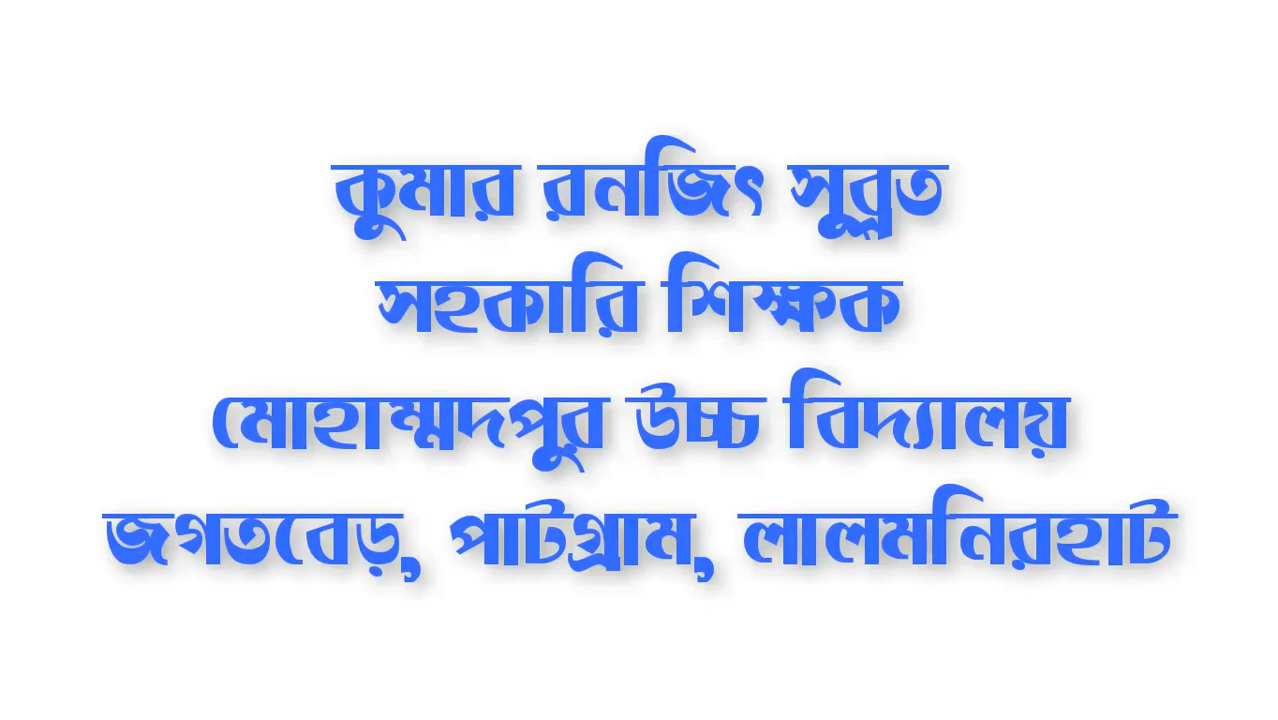 কুমার রনজিৎ সুব্রত
সহকারি শিক্ষক
মোহাম্মদপুর উচ্চ বিদ্যালয়
জগতবেড়, পাটগ্রাম, লালমনিরহাট